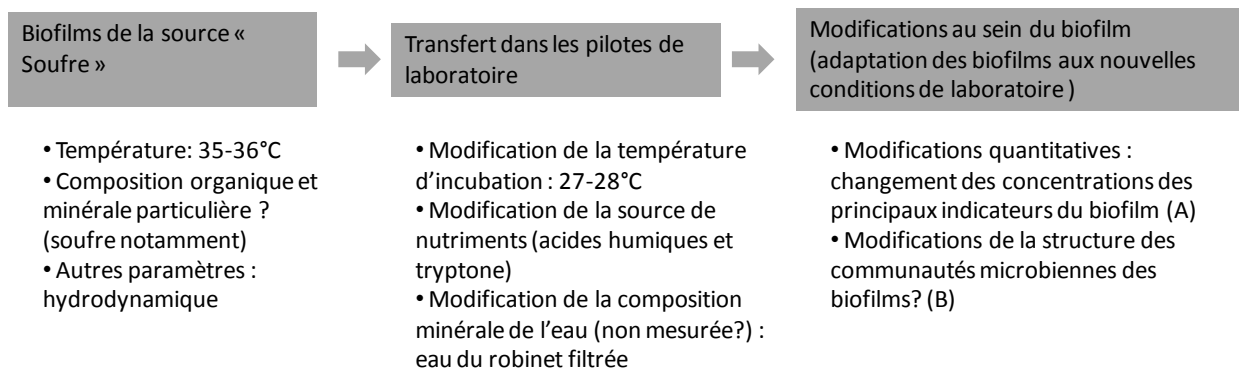 Biofilms de la source «
Soufre »
Transfert dans les pilotes de
laboratoire
Modifications au sein du biofilm
(adaptation des biofilms aux nouvelles
conditions de laboratoire )
• Température: 35-36°C
• Composition organique et
minérale particulière ?
(soufre notamment)
• Autres paramètres :
hydrodynamique
• Modification de la température
d’incubation : 27-28°C
• Modification de la source de
nutriments (acides humiques et
tryptone)
• Modification de la composition
minérale de l’eau (non mesurée?) :
eau du robinet filtrée
• Modifications quantitatives :
changement des concentrations des
principaux indicateurs du biofilm (A)
• Modifications de la structure des
communautés microbiennes des
biofilms? (B)